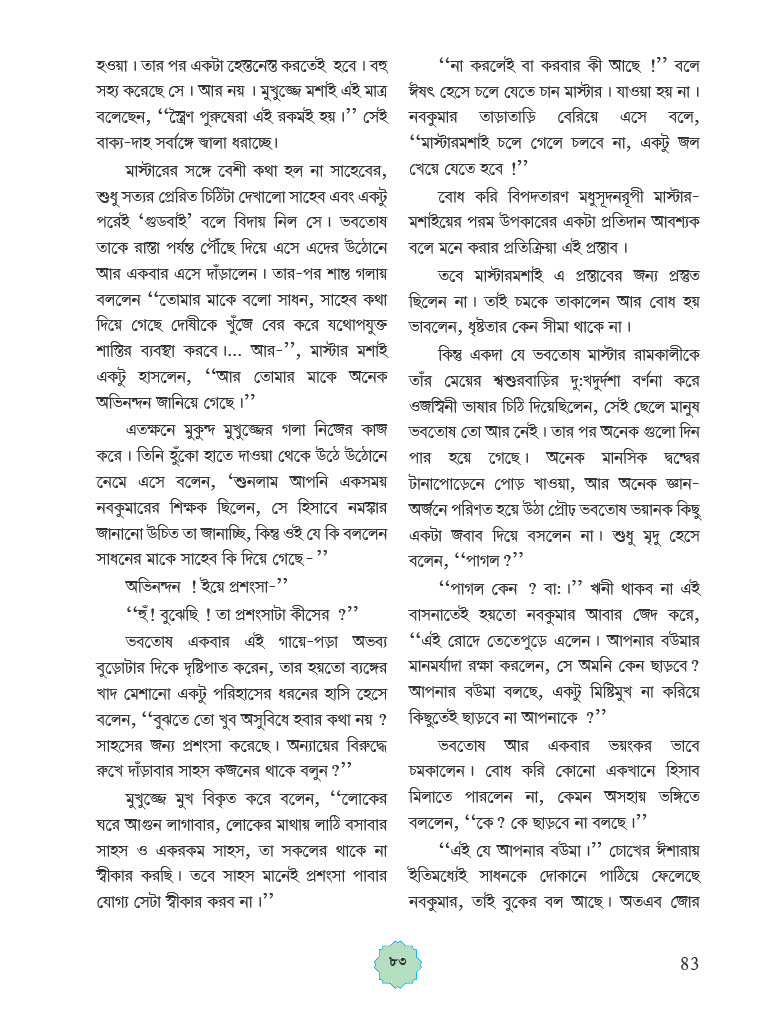 হওয়া। তার পর একটা হেস্তনেস্ত করতেই হবে। বহু
সহ্য করেছে সে। আর নয়। মুখুজ্জে মশাই এই মাত্র
বলেছেন, ‘‘স্ত্রৈণ পুরুষেরা এই রকমই হয়।’’ সেই
বাক্য-দাহ সর্বাঙ্গে জ্বালা ধরাচ্ছে।
মাস্টারের সঙ্গে বেশী কথা হল না সাহেবের,
শুধু সত্যর প্রেরিত চিঠিটা দেখালো সাহেব এবং একটু
পরেই ‘গুডবাই’ বলে বিদায় নিল সে। ভবতোষ
তাকে রাস্তা পর্যন্ত পৌঁছে দিয়ে এসে এদের উঠোনে
আর একবার এসে দাঁড়ালেন। তার-পর শান্ত গলায়
বললেন ‘‘তোমার মাকে বলো সাধন, সাহেব কথা
দিয়ে গেছে দোষীকে খুঁজে বের করে যথোপযুক্ত
শাস্তির ব্যবস্থা করবে।... আর-’’, মাস্টার মশাই
একটু হাসলেন, ‘‘আর তোমার মাকে অনেক
অভিনন্দন জানিয়ে গেছে।’’
এতক্ষনে মুকুন্দ মুখুজ্জের গলা নিজের কাজ
করে। তিনি হুঁকো হাতে দাওয়া থেকে উঠে উঠোনে
নেমে এসে বলেন, ‘শুনলাম আপনি একসময়
নবকুমারের শিক্ষক ছিলেন, সে হিসাবে নমস্কার
জানানো উচিত তা জানাচ্ছি, কিন্তু ওই যে কি বললেন
সাধনের মাকে সাহেব কি দিয়ে গেছে- ’’
অভিনন্দন ! ইয়ে প্রশংসা-’’
‘‘হুঁ! বুঝেছি ! তা প্রশংসাটা কীসের ?’’
ভবতোষ একবার এই গায়ে-পড়া অভব্য
বুড়োটার দিকে দৃষ্টিপাত করেন, তার হয়তো ব্যঙ্গের
খাদ মেশানো একটু পরিহাসের ধরনের হাসি হেসে
বলেন, ‘‘বুঝতে তো খুব অসুবিধে হবার কথা নয় ?
সাহসের জন্য প্রশংসা করেছে। অন্যায়ের বিরুদ্ধে
রুখে দাঁড়াবার সাহস কজনের থাকে বলুন ?’’
মুখুজ্জে মুখ বিকৃত করে বলেন, ‘‘লোকের
ঘরে আগুন লাগাবার, লোকের মাথায় লাঠি বসাবার
সাহস ও একরকম সাহস, তা সকলের থাকে না
স্বীকার করছি। তবে সাহস মানেই প্রশংসা পাবার
যোগ্য সেটা স্বীকার করব না।’’
‘‘না করলেই বা করবার কী আছে !’’ বলে
ঈষৎ হেসে চলে যেতে চান মাস্টার। যাওয়া হয় না।
নবকুমার তাড়াতাড়ি বেরিয়ে এসে বলে,
‘‘মাস্টারমশাই চলে গেলে চলবে না, একটু জল
খেয়ে যেতে হবে !’’
বোধ করি বিপদতারণ মধুসূদনরূপী মাস্টার-
মশাইয়ের পরম উপকারের একটা প্রতিদান আবশ্যক
বলে মনে করার প্রতিক্রিয়া এই প্রস্তাব।
তবে মাস্টারমশাই এ প্রস্তাবের জন্য প্রস্তুত
ছিলেন না। তাই চমকে তাকালেন আর বোধ হয়
ভাবলেন, ধৃষ্টতার কেন সীমা থাকে না।
কিন্তু একদা যে ভবতোষ মাস্টার রামকালীকে
তাঁর মেয়ের শ্বশুরবাড়ির দু:খদুর্দশা বর্ণনা করে
ওজস্বিনী ভাষার চিঠি দিয়েছিলেন, সেই ছেলে মানুষ
ভবতোষ তো আর নেই। তার পর অনেক গুলো দিন
পার হয়ে গেছে। অনেক মানসিক দ্বন্দ্বের
টানাপোড়েনে পোড় খাওয়া, আর অনেক জ্ঞান-
অর্জনে পরিণত হয়ে উঠা প্রৌঢ় ভবতোষ ভয়ানক কিছু
একটা জবাব দিয়ে বসলেন না। শুধু মৃদু হেসে
বলেন, ‘‘পাগল ?’’
‘‘পাগল কেন ? বা:।’’ ঋনী থাকব না এই
বাসনাতেই হয়তো নবকুমার আবার জেদ করে,
‘‘এই রোদে তেতেপুড়ে এলেন। আপনার বউমার
মানমর্যাদা রক্ষা করলেন, সে অমনি কেন ছাড়বে ?
আপনার বউমা বলছে, একটু মিষ্টিমুখ না করিয়ে
কিছুতেই ছাড়বে না আপনাকে ?’’
ভবতোষ আর একবার ভয়ংকর ভাবে
চমকালেন। বোধ করি কোনো একখানে হিসাব
মিলাতে পারলেন না, কেমন অসহায় ভঙ্গিতে
বললেন, ‘‘কে ? কে ছাড়বে না বলছে।’’
‘‘এই যে আপনার বউমা।’’ চোখের ঈশারায়
ইতিমধ্যেই সাধনকে দোকানে পাঠিয়ে ফেলেছে
নবকুমার, তাই বুকের বল আছে। অতএব জোর
৮৩
83